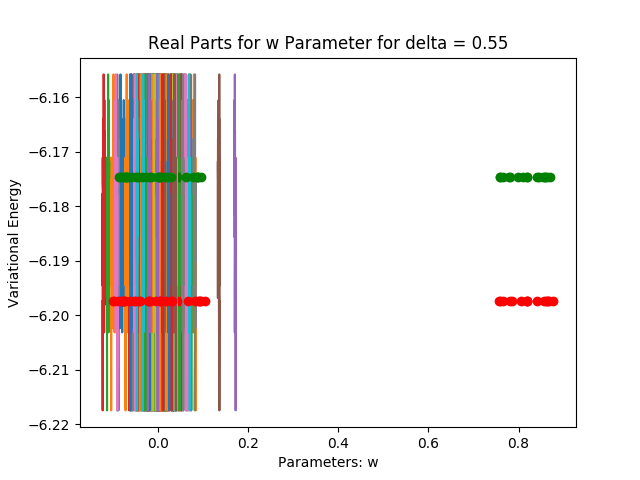 Real Parts for w Parameter for delta = 0.55
−6.16
−6.17
−6.18
−6.19
−6.20
−6.21
−6.22
Variational Energy
0.0 0.2 0.4 0.6 0.8
Parameters: w